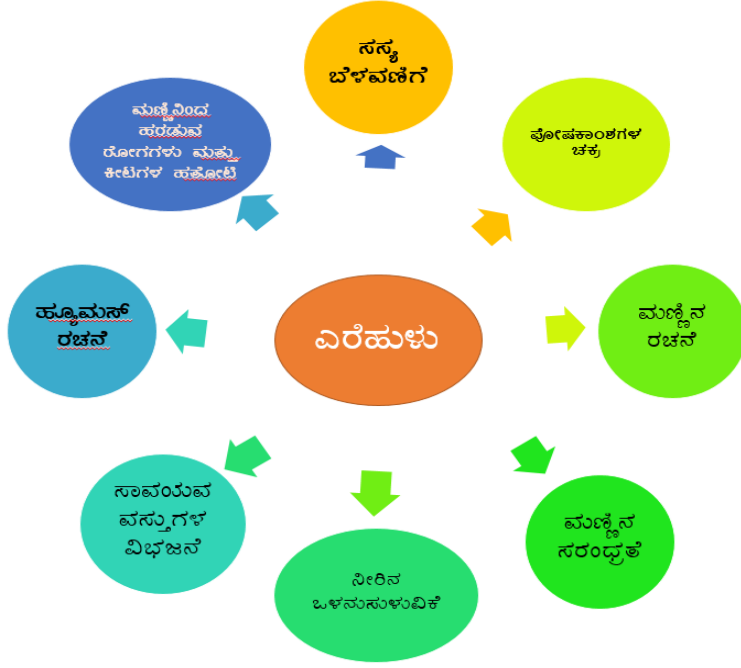 ಸಸ್ಯ
ಬೆಳವಣಿಗೆ
ಪೋಷಕಾಂಶಗಳ
ಚಕ್ರ
ಮಣ್ಣಿನ
ರಚನೆ
ಮಣ್ಣಿನ
ಸರಂಧ್ರತೆ
ನೀರಿನ
ಒಳನುಸುಳುವಿಕೆ
ಸಾವಯವ
ವಸ್ತುಗಳ
ವಿಭಜನೆ
ಹ್ಯೂಮಸ್
ರಚನೆ
ಮಣ್ಣಿನಿಂದ
ಹರಡುವ
ರೋಗಗಳು ಮತ್ತು
ಕೀಟಗಳ ಹತೋಟಿ
ಎರೆಹುಳು